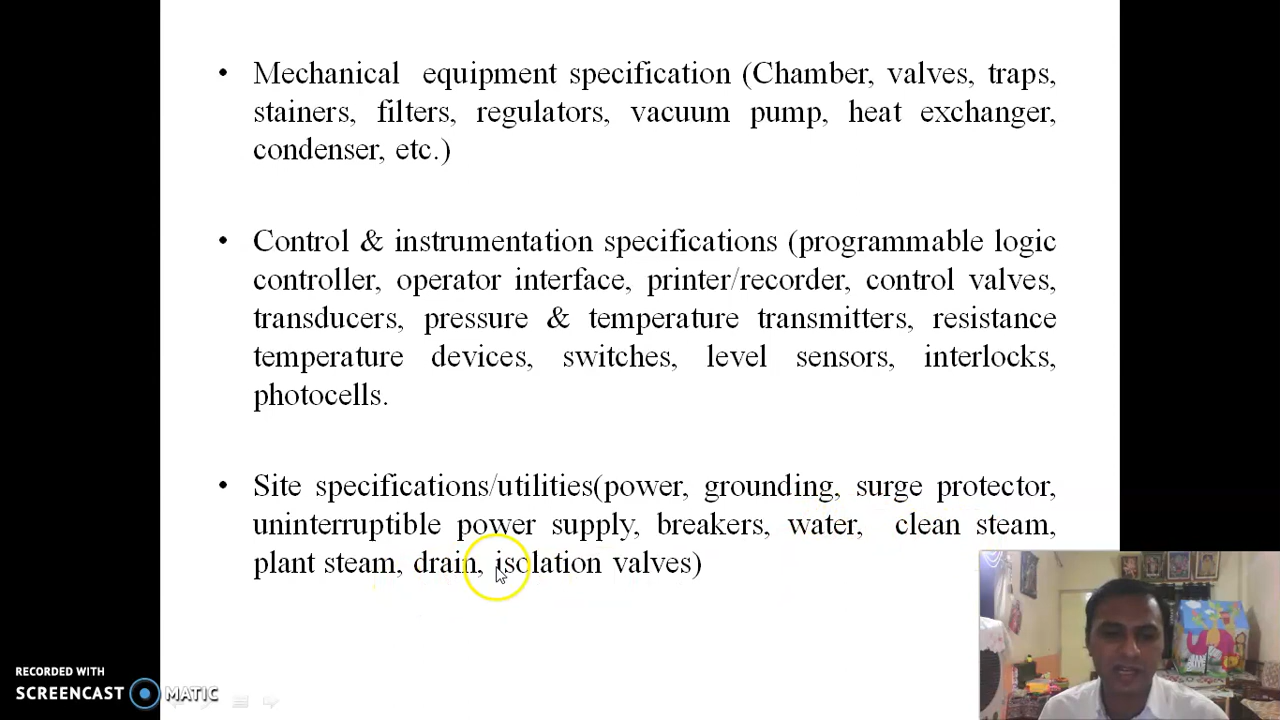 • Mechanical equipment specification (Chamber, valves, traps,
stainers, filters, regulators, vacuum pump, heat exchanger,
condenser, etc.)
• Control & instrumentation specifications (programmable logic
controller, operator interface, printer/recorder, control valves,
transducers, pressure & temperature transmitters, resistance
temperature devices, switches, level sensors, interlocks,
photocells.
• Site specifications/utilities(power, grounding, surge protector,
uninterruptible power supply, breakers, water, clean steam,
plant steam, drain, isolation valves)
RECORDED WITH
SCREENCAST MATIC